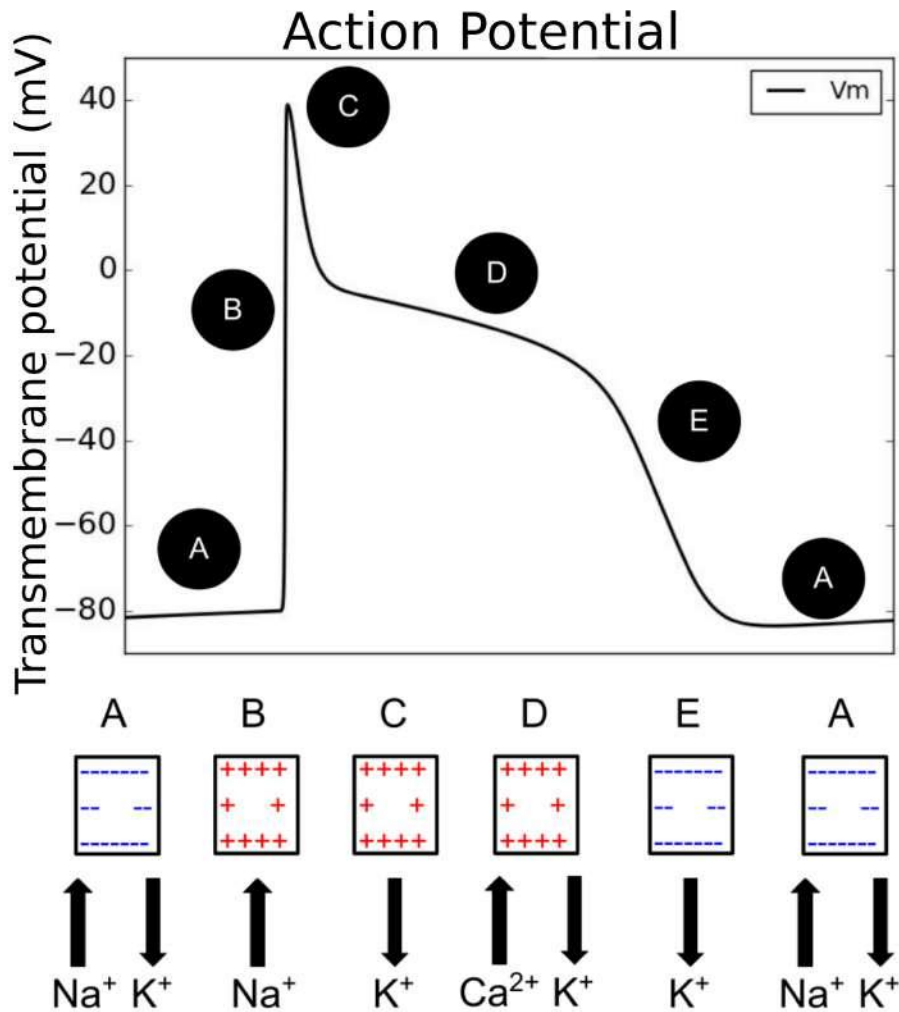 Action Potential
Transmembrane potential (mV)
Vm
40
20
0
−20
−40
−60
−80
C
D
B
E
A
A
A B C D E A
Na⁺ K⁺ Na⁺ K⁺ Ca²⁺ K⁺ K⁺ Na⁺ K⁺